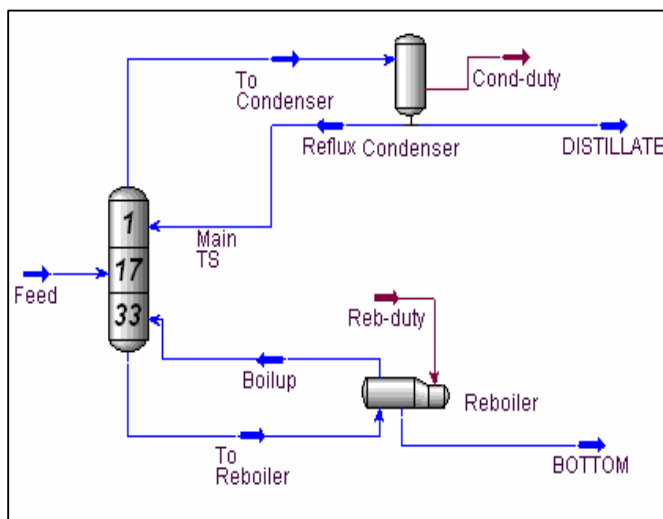 To
Condenser
Cond-duty
Reflux
Condenser
DISTILLATE
1
Main
TS
17
Feed
33
Reb-duty
Boilup
Reboiler
To
Reboiler
BOTTOM